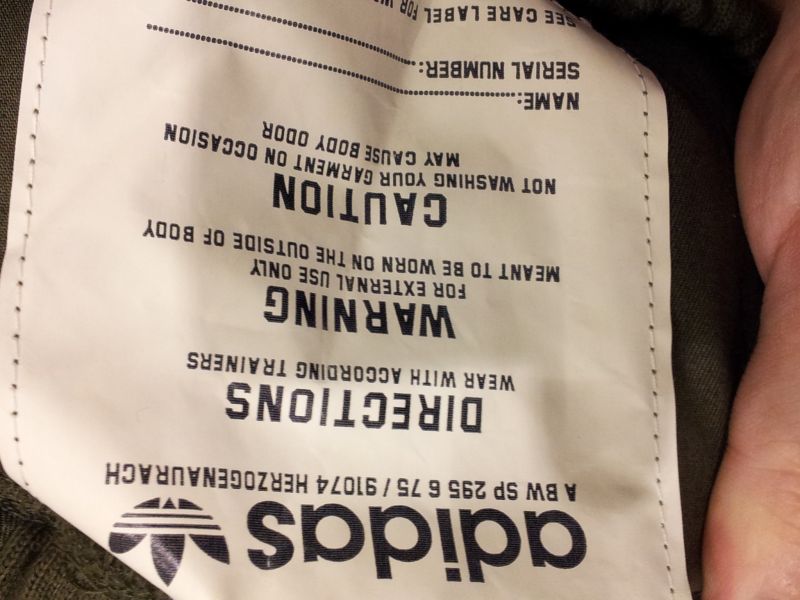 adidas
A BW SP 295 6 75 / 91074 HERZOGENAURACH
DIRECTIONS
WEAR WITH ACCORDING TRAINERS
WARNING
FOR EXTERNAL USE ONLY
MEANT TO BE WORN ON THE OUTSIDE OF BODY
CAUTION
NOT WASHING YOUR GARMENT ON OCCASION
MAY CAUSE BODY ODOR
NAME:
SERIAL NUMBER:
SEE CARE LABEL FOR